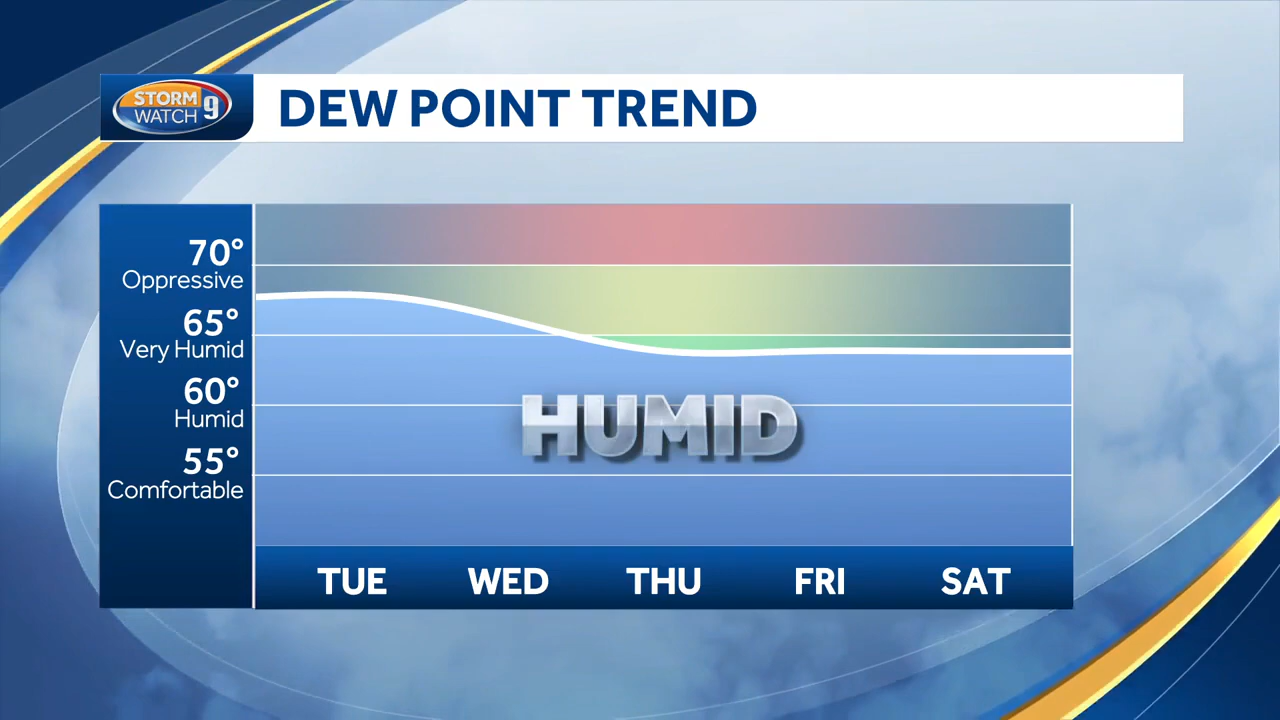 STORM
WATCH 9
DEW POINT TREND
70°
Oppressive
65°
Very Humid
60°
Humid
55°
Comfortable
HUMID
TUE WED THU FRI SAT